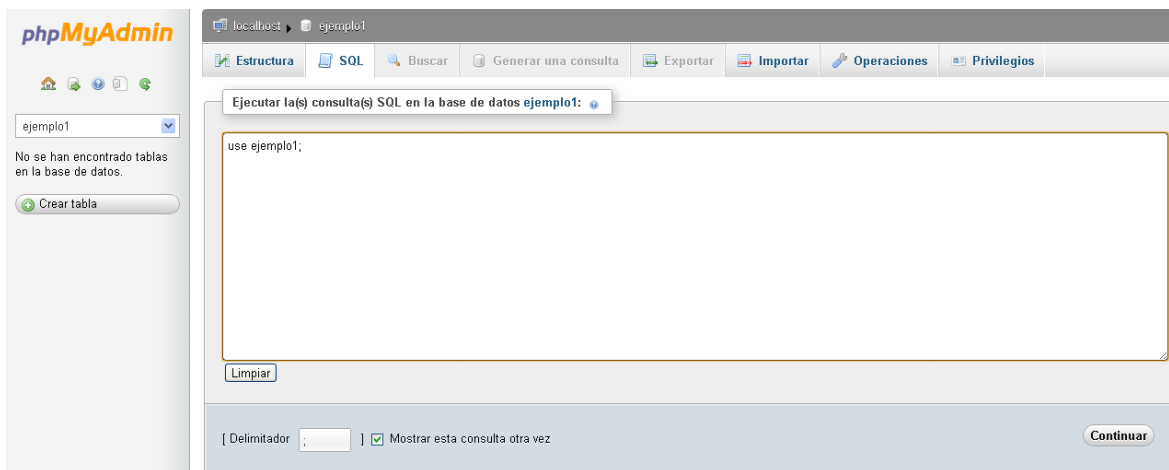 phpMyAdmin
localhost ▸ ejemplo1
Estructura SQL Buscar Generar una consulta Exportar Importar Operaciones Privilegios
ejemplo1
No se han encontrado tablas
en la base de datos.
Crear tabla
Ejecutar la(s) consulta(s) SQL en la base de datos ejemplo1:
use ejemplo1;
Limpiar
[ Delimitador ; ] Mostrar esta consulta otra vez
Continuar